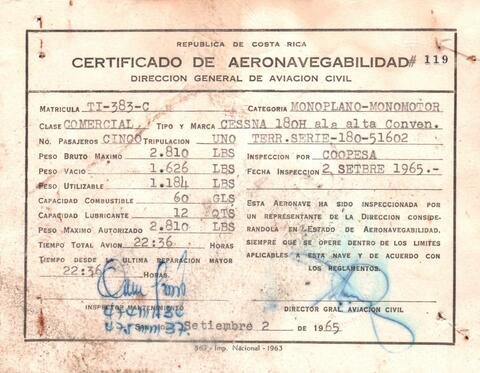 REPUBLICA DE COSTA RICA
CERTIFICADO DE AERONAVEGABILIDAD # 119
DIRECCION GENERAL DE AVIACION CIVIL
MATRICULA TI-383-C CATEGORIA MONOPLANO-MONOMOTOR
CLASE COMERCIAL TIPO Y MARCA CESSNA 180H ala alta Conven.
NO. PASAJEROS CINCO TRIPULACION UNO TERR.SERIE-180-51602
PESO BRUTO MAXIMO 2.810 LBS INSPECCION POR COOPESA
PESO VACIO 1.626 LBS FECHA INSPECCION 2 SETBRE 1965.-
PESO UTILIZABLE 1.184 LBS
CAPACIDAD COMBUSTIBLE 60 GLS
CAPACIDAD LUBRICANTE 12 QTS
PESO MAXIMO AUTORIZADO 2.810 LBS
TIEMPO TOTAL AVION 22:36 HORAS
TIEMPO DESDE LA ULTIMA REPARACION MAYOR
22:36 HORAS.
ESTA AERONAVE HA SIDO INSPECCIONADA POR
UN REPRESENTANTE DE LA DIRECCION CONSIDE-
RANDOLA EN ESTADO DE AERONAVEGABILIDAD,
SIEMPRE QUE SE OPERE DENTRO DE LOS LIMITES
APLICABLES A ESTA NAVE Y DE ACUERDO CON
LOS REGLAMENTOS.
INSPECTOR MANTENIMIENTO DIRECTOR GRAL. AVIACION CIVIL
Setiembre 2 de 1965
Imp. Nacional -1963